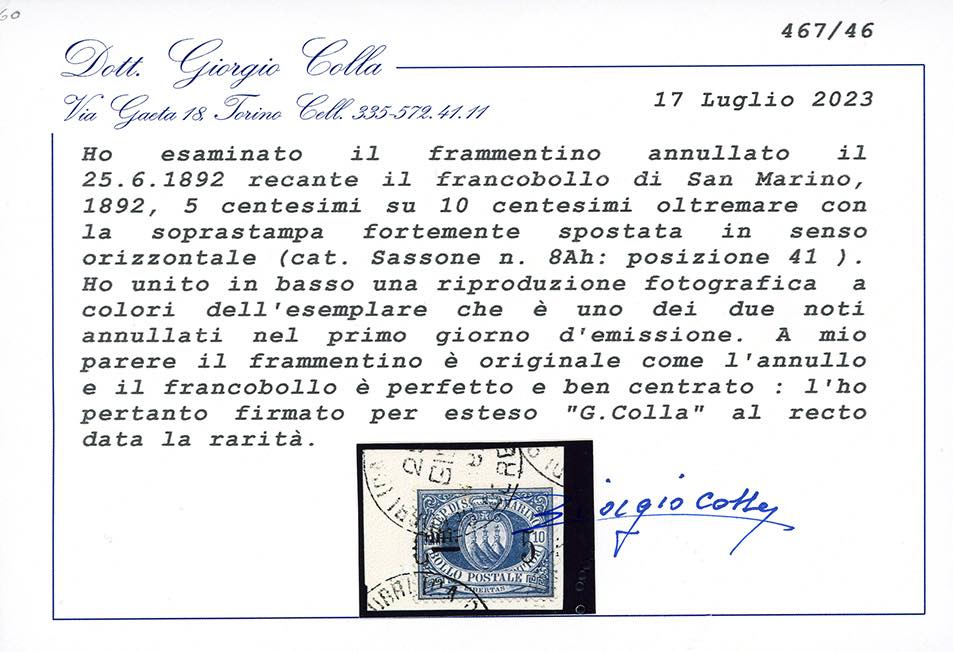 60
467/46
Dott. Giorgio Colla
Via Gaeta 18, Torino Cell. 335-572.41.11
17 Luglio 2023
Ho esaminato il frammentino annullato il
25.6.1892 recante il francobollo di San Marino,
1892, 5 centesimi su 10 centesimi oltremare con
la soprastampa fortemente spostata in senso
orizzontale (cat. Sassone n. 8Ah: posizione 41 ).
Ho unito in basso una riproduzione fotografica a
colori dell'esemplare che è uno dei due noti
annullati nel primo giorno d'emissione. A mio
parere il frammentino è originale come l'annullo
e il francobollo è perfetto e ben centrato : l'ho
pertanto firmato per esteso "G.Colla" al recto
data la rarità.
Giorgio Colla
10
5
BOLLO POSTALE
LIBERTAS